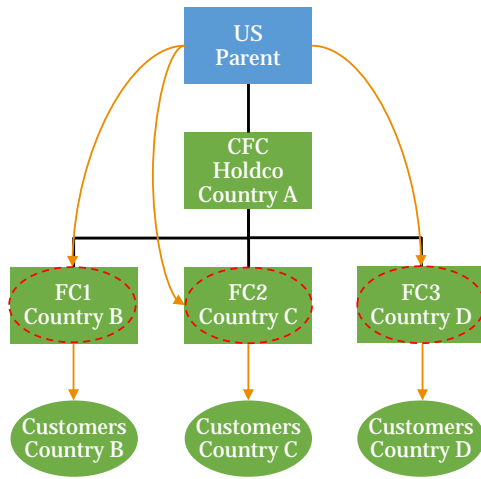 US
Parent
CFC
Holdco
Country A
FC1
Country B
FC2
Country C
FC3
Country D
Customers
Country B
Customers
Country C
Customers
Country D